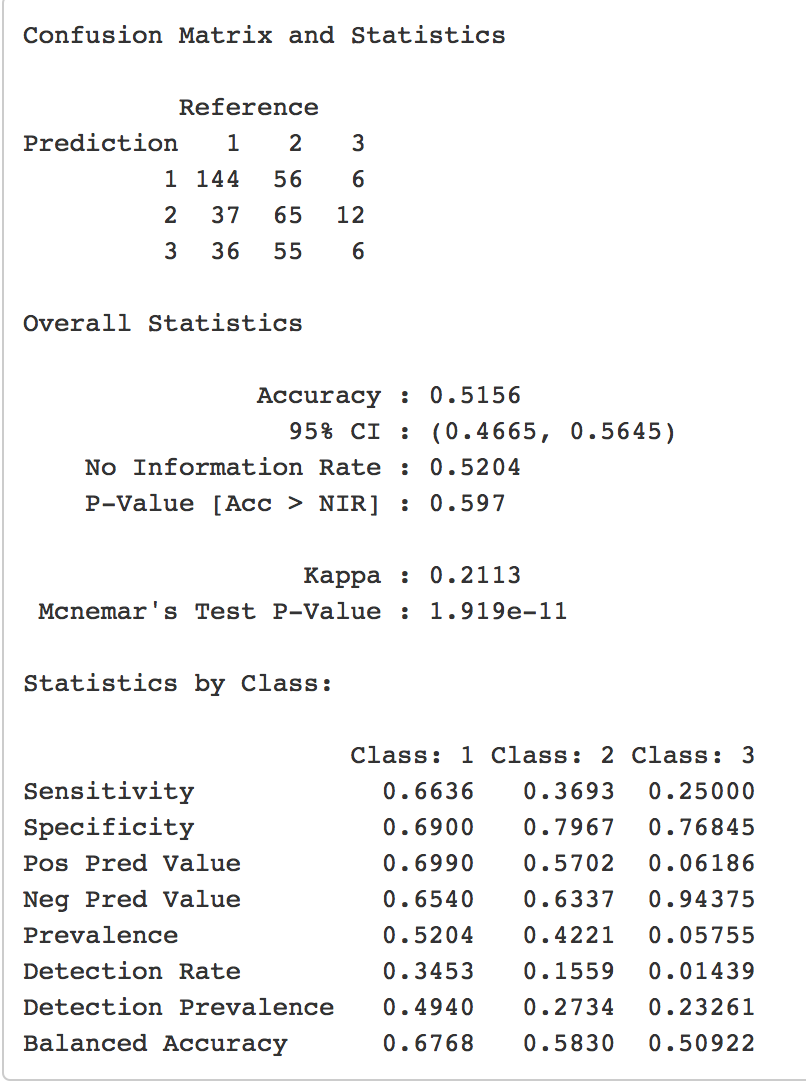 Confusion Matrix and Statistics
Reference
Prediction 1 2 3
1 144 56 6
2 37 65 12
3 36 55 6
Overall Statistics
Accuracy : 0.5156
95% CI : (0.4665, 0.5645)
No Information Rate : 0.5204
P-Value [Acc > NIR] : 0.597
Kappa : 0.2113
Mcnemar's Test P-Value : 1.919e-11
Statistics by Class:
Class: 1 Class: 2 Class: 3
Sensitivity 0.6636 0.3693 0.25000
Specificity 0.6900 0.7967 0.76845
Pos Pred Value 0.6990 0.5702 0.06186
Neg Pred Value 0.6540 0.6337 0.94375
Prevalence 0.5204 0.4221 0.05755
Detection Rate 0.3453 0.1559 0.01439
Detection Prevalence 0.4940 0.2734 0.23261
Balanced Accuracy 0.6768 0.5830 0.50922